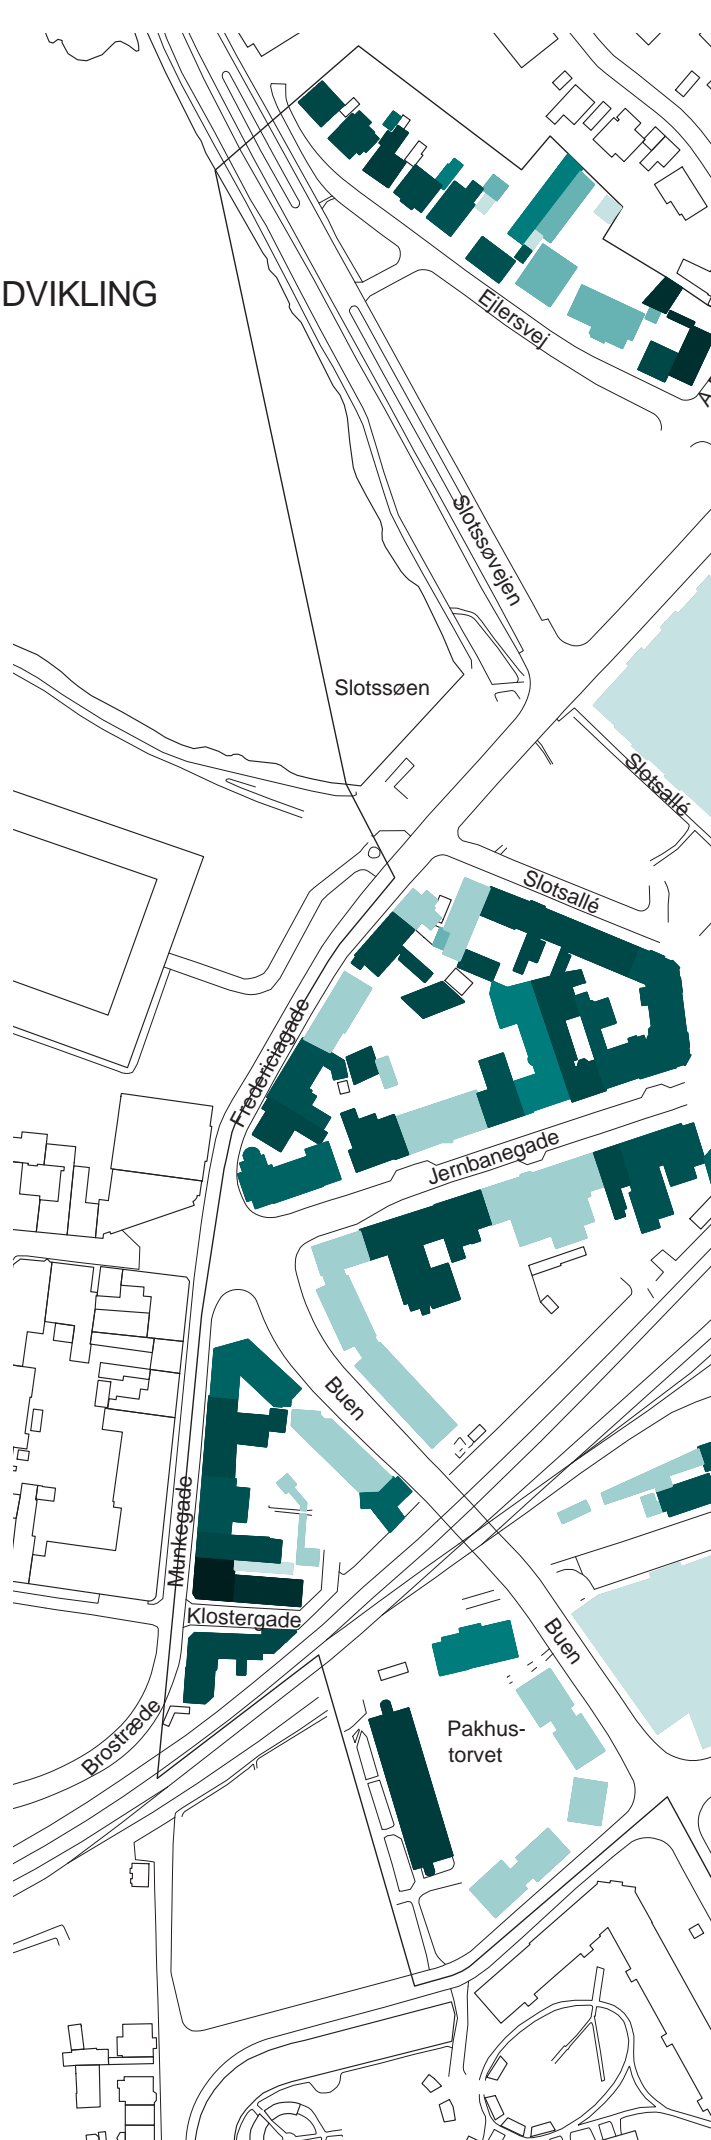 DVIKLING
Ejlersvej
A
Slotssøvejen
Slotssøen
Slotsallé
Slotsallé
Fredericiagade
Jernbanegade
Buen
Munkegade
Klostergade
Buen
Brostræde
Pakhus-
torvet